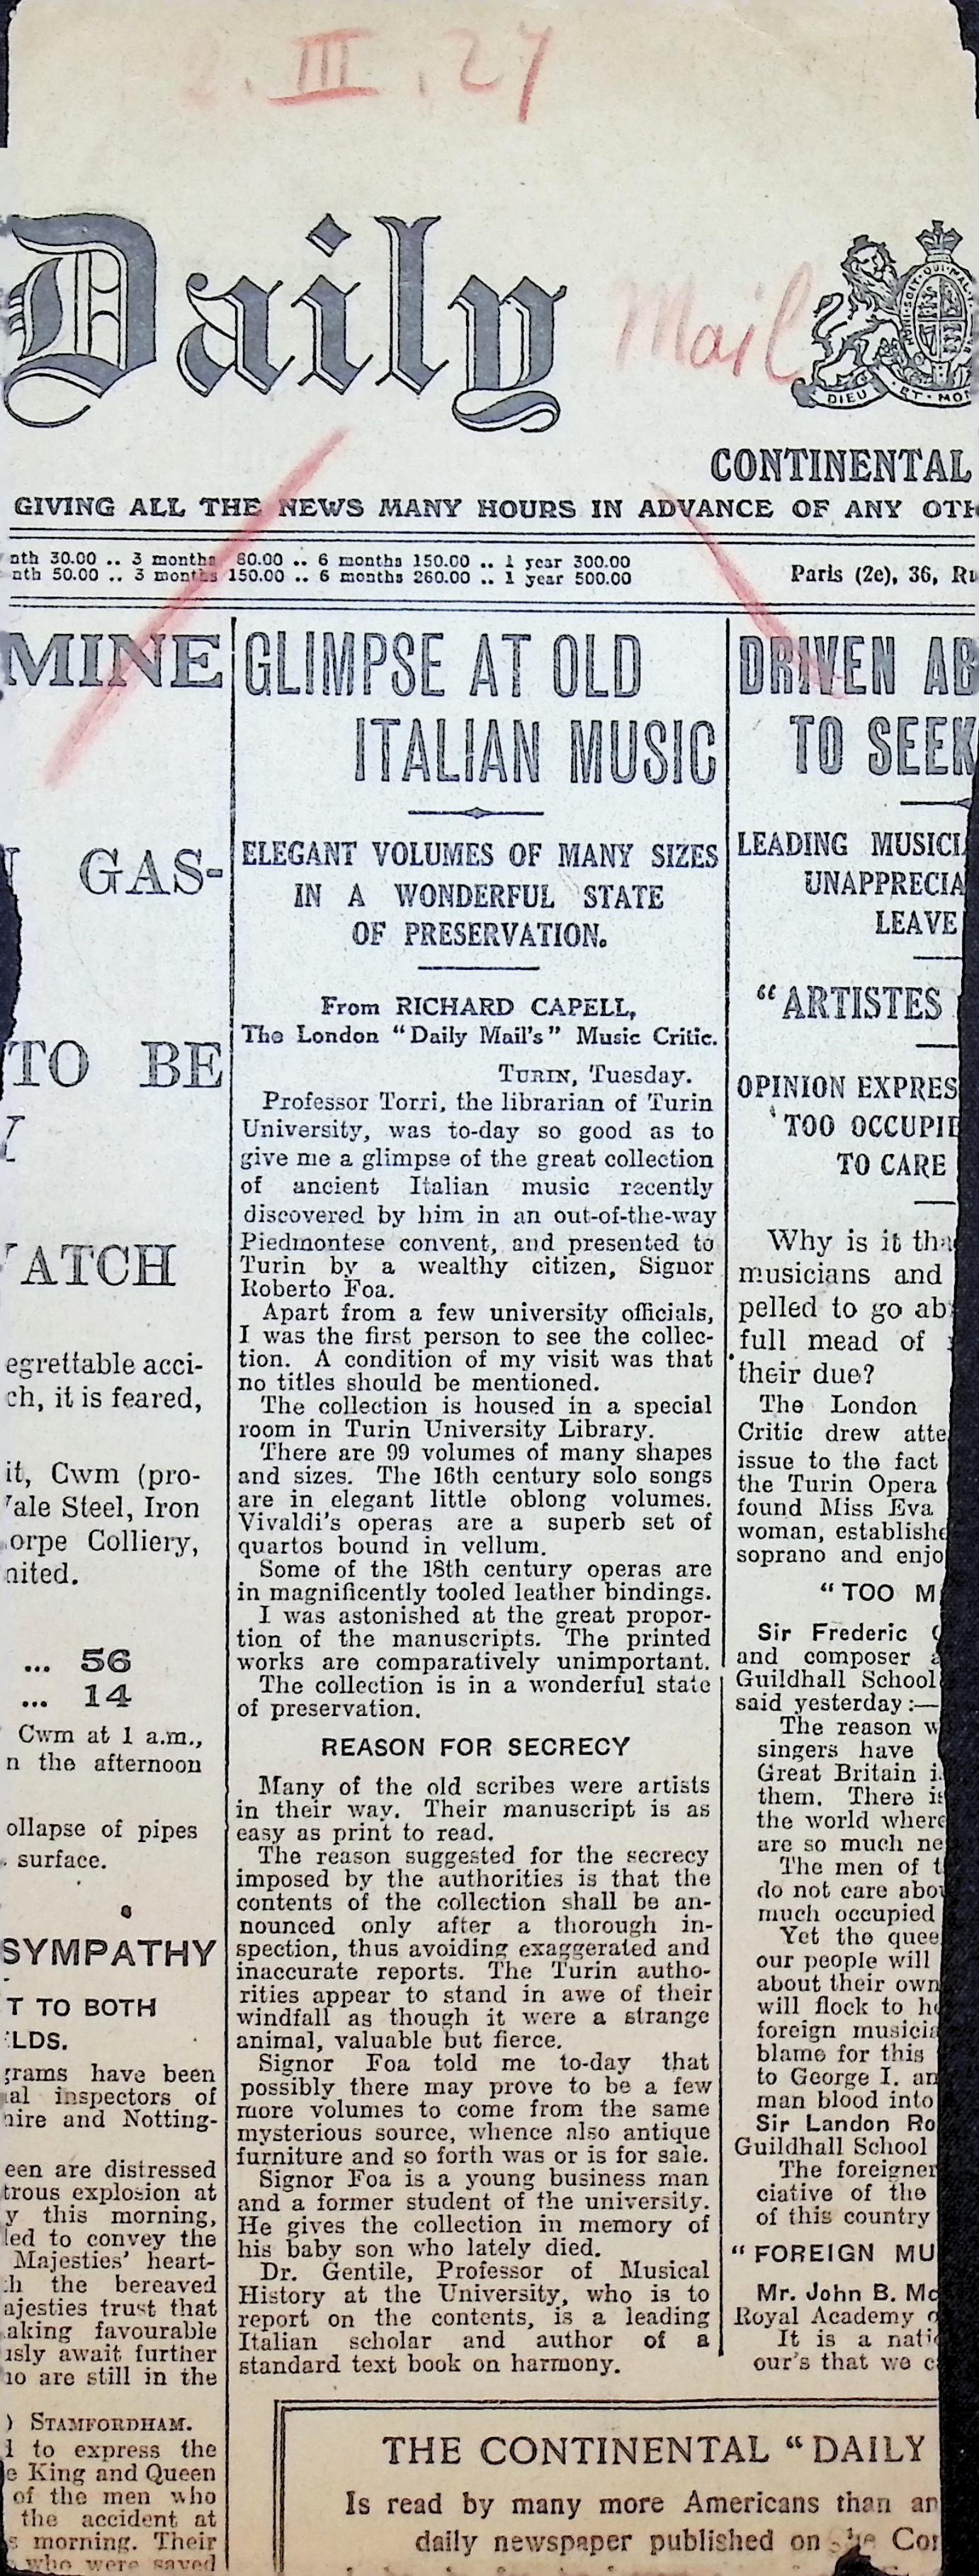 . III . 27
Daily Mail
DIEU ET MO
CONTINENTAL
GIVING ALL THE NEWS MANY HOURS IN ADVANCE OF ANY
nth 30.00 .. 3 months 80.00 .. 6 months 150.00 .. 1 year 300.00
nth 50.00 .. 3 months 150.00 .. 6 months 260.00 .. 1 year 500.00
Paris (2e), 36,
MINE
GAS-
TO BE
ATCH
egrettable acci-
ch, it is feared,
it, Cwm (pro-
ale Steel, Iron
orpe Colliery,
nited.
... 56
... 14
Cwm at 1 a.m.,
n the afternoon
ollapse of pipes
surface.
SYMPATHY
T TO BOTH
LDS.
grams have been
al inspectors of
hire and Notting-
een are distressed
trous explosion at
y this morning,
led to convey the
Majesties' heart-
h the bereaved
ajesties trust that
aking favourable
usly await further
ho are still in the
) STAMFORDHAM.
to express the
e King and Queen
of the men who
the accident at
s morning. Their
who were saved
GLIMPSE AT OLD
ITALIAN MUSIC
ELEGANT VOLUMES OF MANY SIZES
IN A WONDERFUL STATE
OF PRESERVATION.
From RICHARD CAPELL,
The London "Daily Mail's" Music Critic.
TURIN, Tuesday.
Professor Torri, the librarian of Turin
University, was to-day so good as to
give me a glimpse of the great collection
of ancient Italian music recently
discovered by him in an out-of-the-way
Piedmontese convent, and presented to
Turin by a wealthy citizen, Signor
Roberto Foa.
Apart from a few university officials,
I was the first person to see the collec-
tion. A condition of my visit was that
no titles should be mentioned.
The collection is housed in a special
room in Turin University Library.
There are 99 volumes of many shapes
and sizes. The 16th century solo songs
are in elegant little oblong volumes.
Vivaldi's operas are a superb set of
quartos bound in vellum.
Some of the 18th century operas are
in magnificently tooled leather bindings.
I was astonished at the great propor-
tion of the manuscripts. The printed
works are comparatively unimportant.
The collection is in a wonderful state
of preservation.
REASON FOR SECRECY
Many of the old scribes were artists
in their way. Their manuscript is as
easy as print to read.
The reason suggested for the secrecy
imposed by the authorities is that the
contents of the collection shall be an-
nounced only after a thorough in-
spection, thus avoiding exaggerated and
inaccurate reports. The Turin autho-
rities appear to stand in awe of their
windfall as though it were a strange
animal, valuable but fierce.
Signor Foa told me to-day that
possibly there may prove to be a few
more volumes to come from the same
mysterious source, whence also antique
furniture and so forth was or is for sale.
Signor Foa is a young business man
and a former student of the university.
He gives the collection in memory of
his baby son who lately died.
Dr. Gentile, Professor of Musical
History at the University, who is to
report on the contents, is a leading
Italian scholar and author of a
standard text book on harmony.
DRIVEN AB
TO SEEK
LEADING MUSICI
UNAPPRECIA
LEAVE
"ARTISTES
OPINION EXPRES
TOO OCCUPIE
TO CARE
Why is it tha
musicians and
pelled to go ab
full mead of
their due?
The London
Critic drew atte
issue to the fact
the Turin Opera
found Miss Eva
woman, establishe
soprano and enjo
"TOO M
Sir Frederic
and composer
Guildhall School
said yesterday:—
The reason w
singers have
Great Britain i
them. There is
the world where
are so much ne
The men of t
do not care abou
much occupied
Yet the quee
our people will
about their own
will flock to he
foreign musicia
blame for this
to George I. an
man blood into
Sir Landon Ro
Guildhall School
The foreigner
ciative of the
of this country
"FOREIGN MU
Mr. John B. Mc
Royal Academy o
It is a natio
our's that we c
THE CONTINENTAL "DAILY
Is read by many more Americans than an
daily newspaper published on the Con